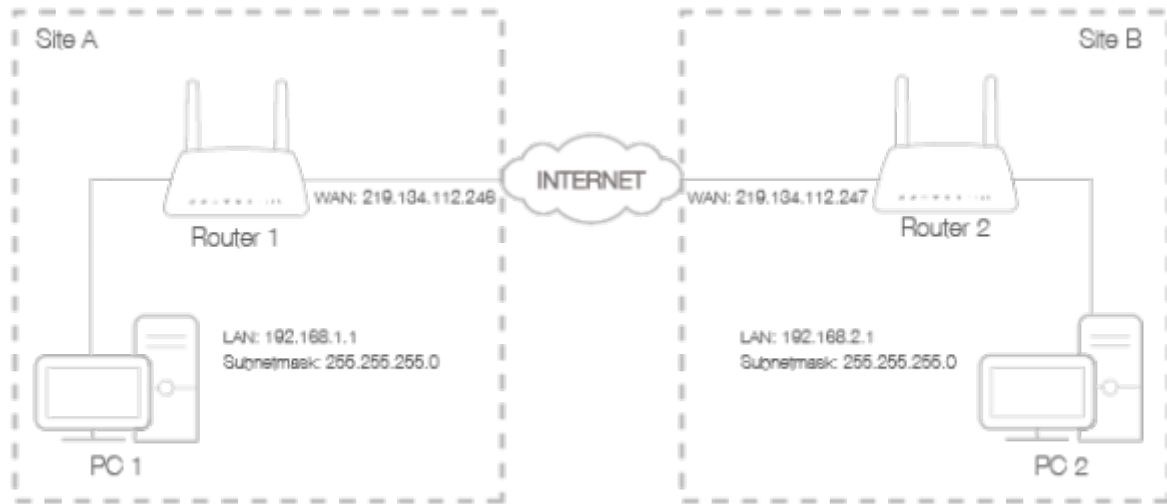 Site A
Site B
INTERNET
WAN: 219.134.112.246
WAN: 219.134.112.247
Router 1
Router 2
LAN: 192.168.1.1
Subnetmask: 255.255.255.0
LAN: 192.168.2.1
Subnetmask: 255.255.255.0
PC 1
PC 2